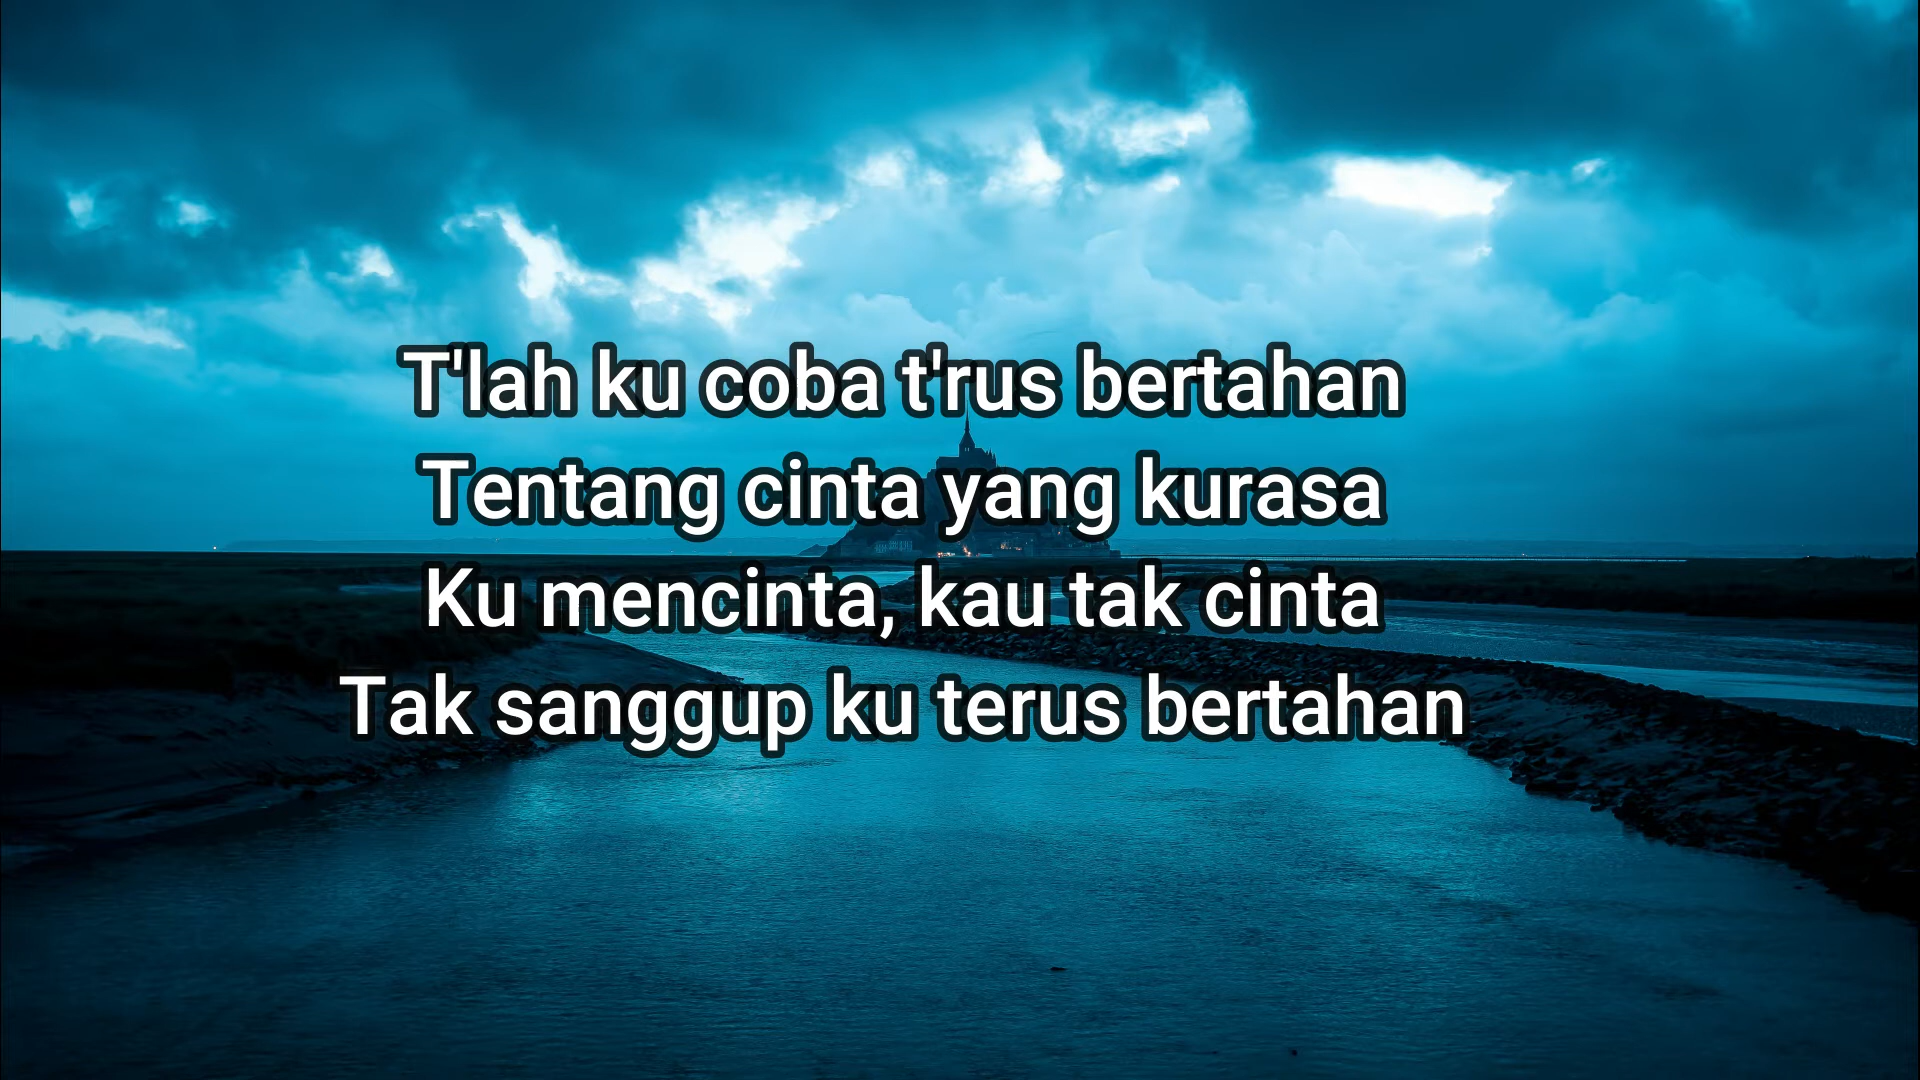 T'lah ku coba t'rus bertahan
Tentang cinta yang kurasa
Ku mencinta, kau tak cinta
Tak sanggup ku terus bertahan